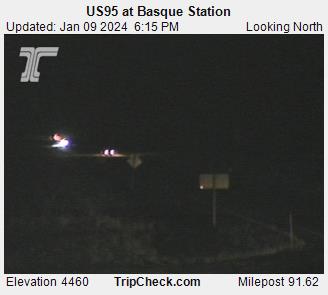 US95 at Basque Station
Updated: Jan 09 2024 6:15 PM Looking North
Elevation 4460 TripCheck.com Milepost 91.62